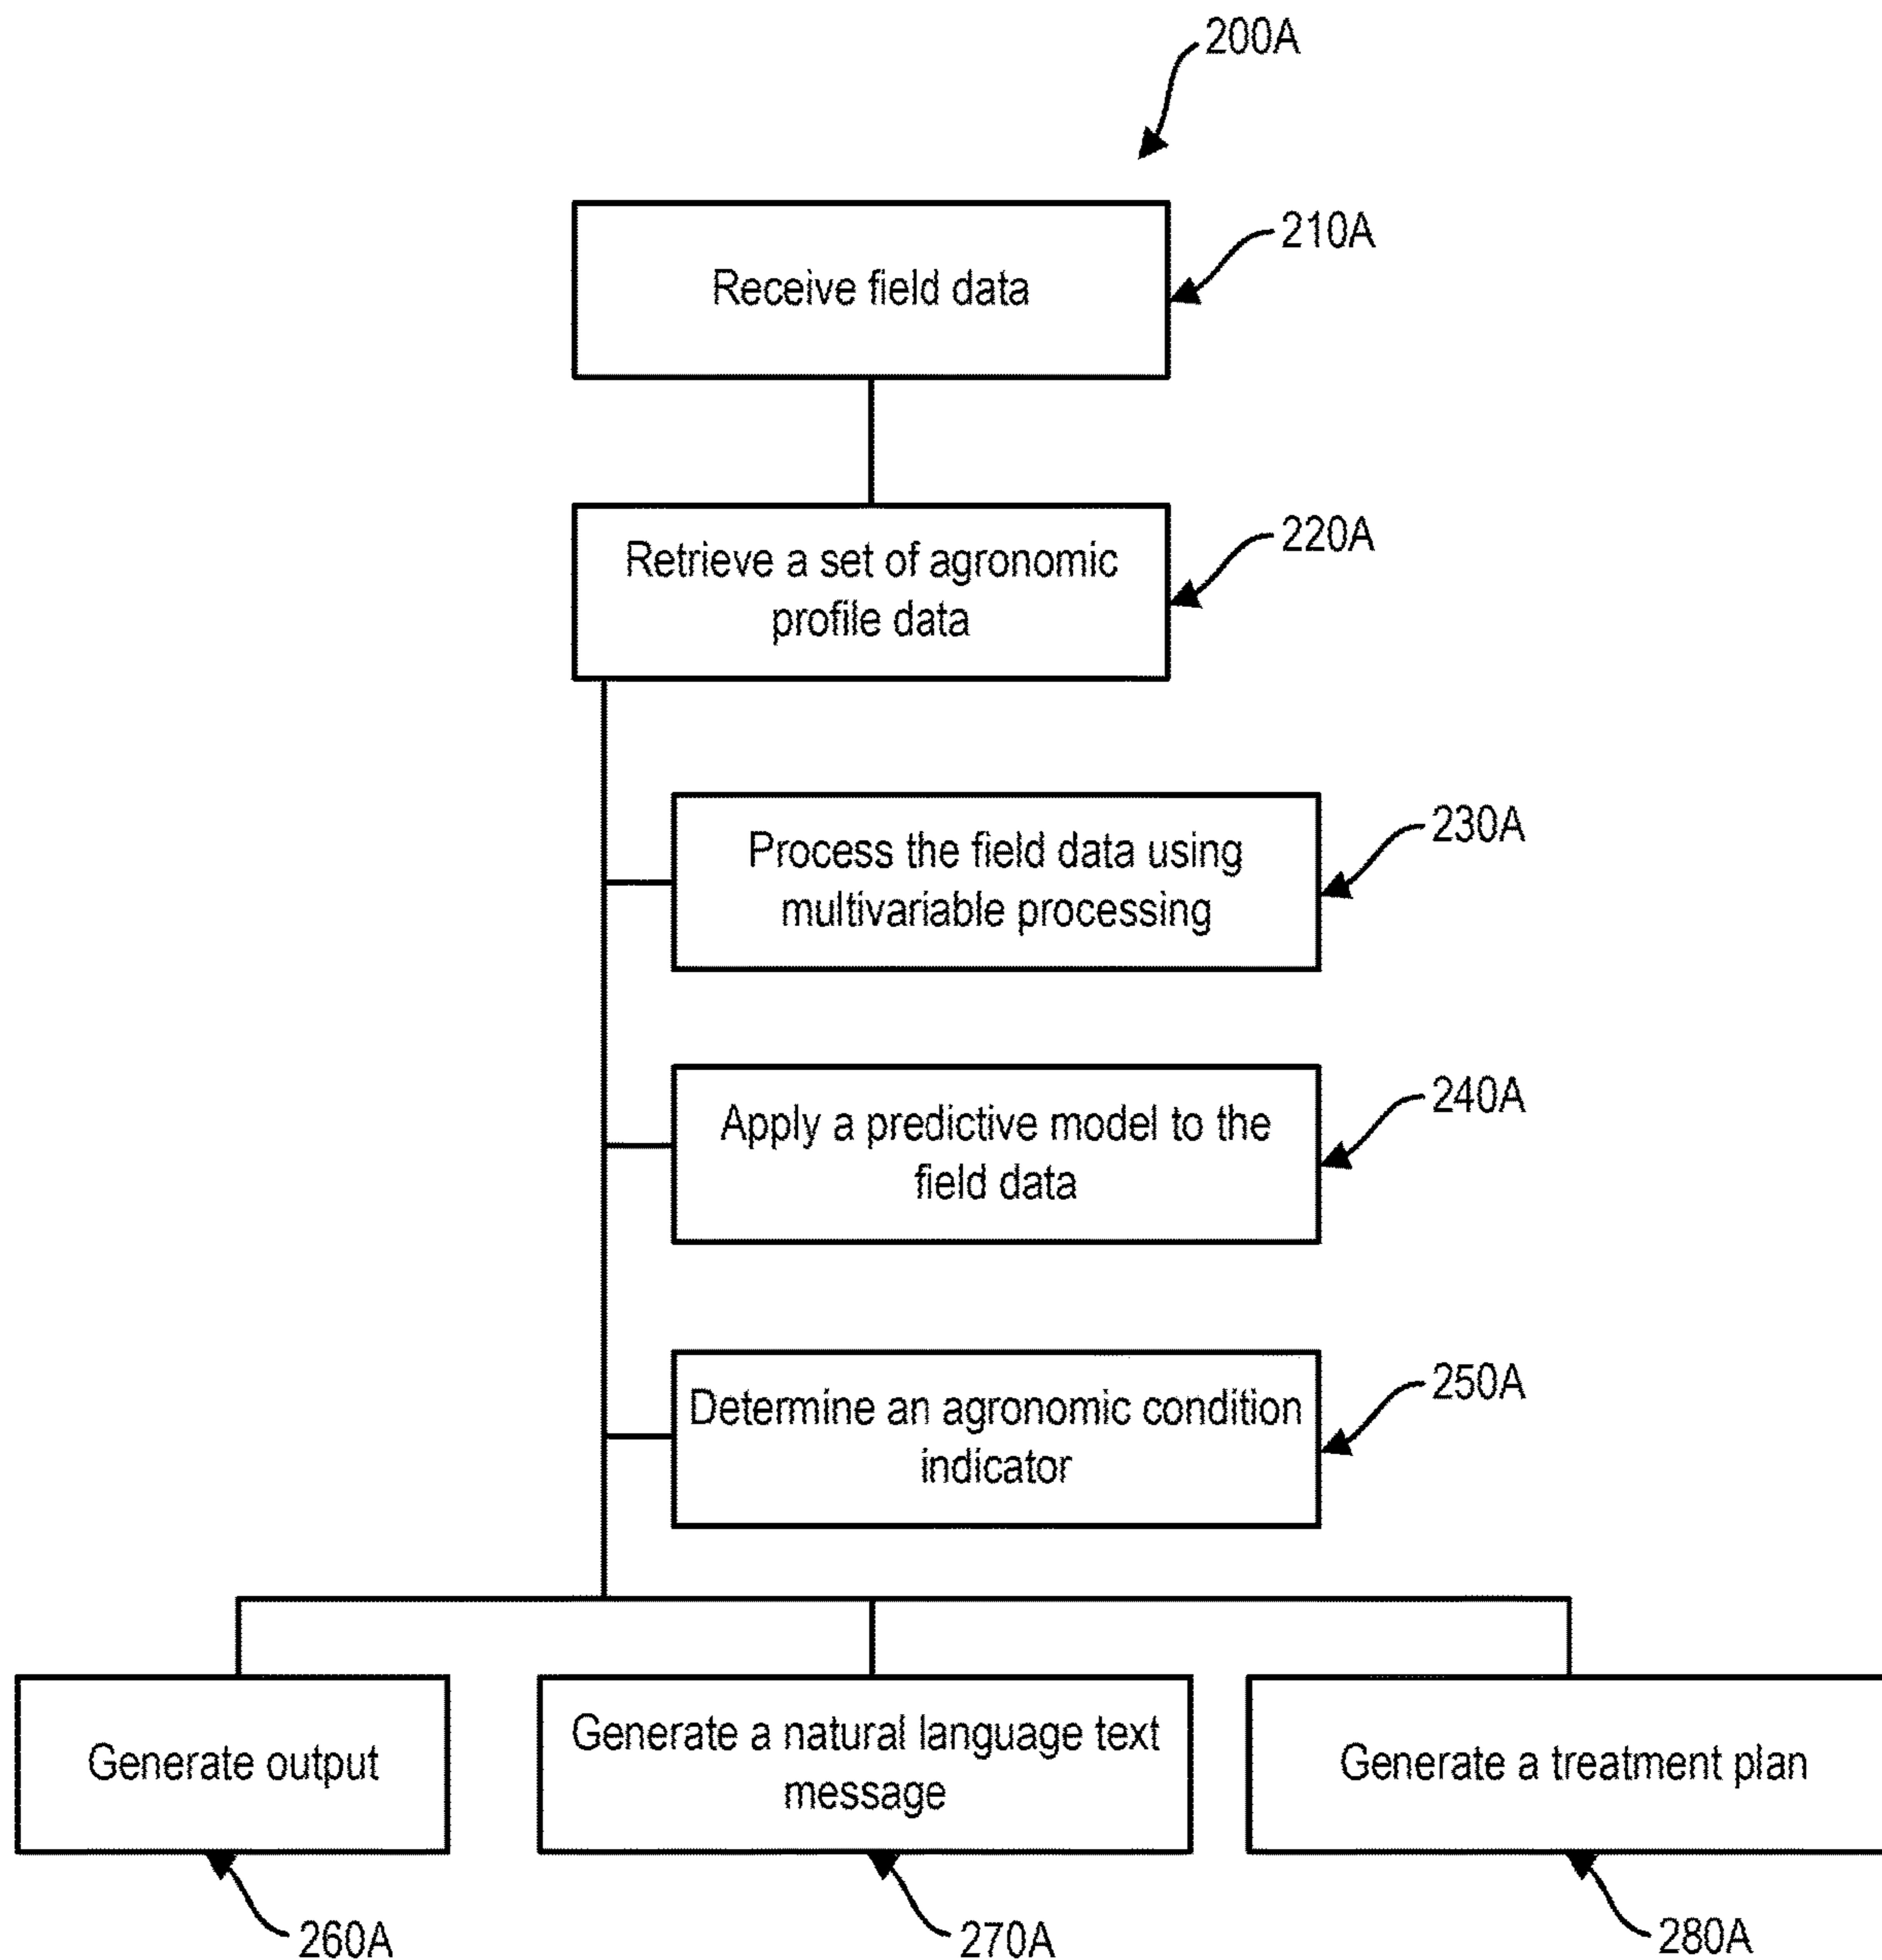 200A
Receive field data
210A
Retrieve a set of agronomic
profile data
220A
Process the field data using
multivariable processing
230A
Apply a predictive model to the
field data
240A
Determine an agronomic condition
indicator
250A
Generate output
Generate a natural language text
message
Generate a treatment plan
260A
270A
280A